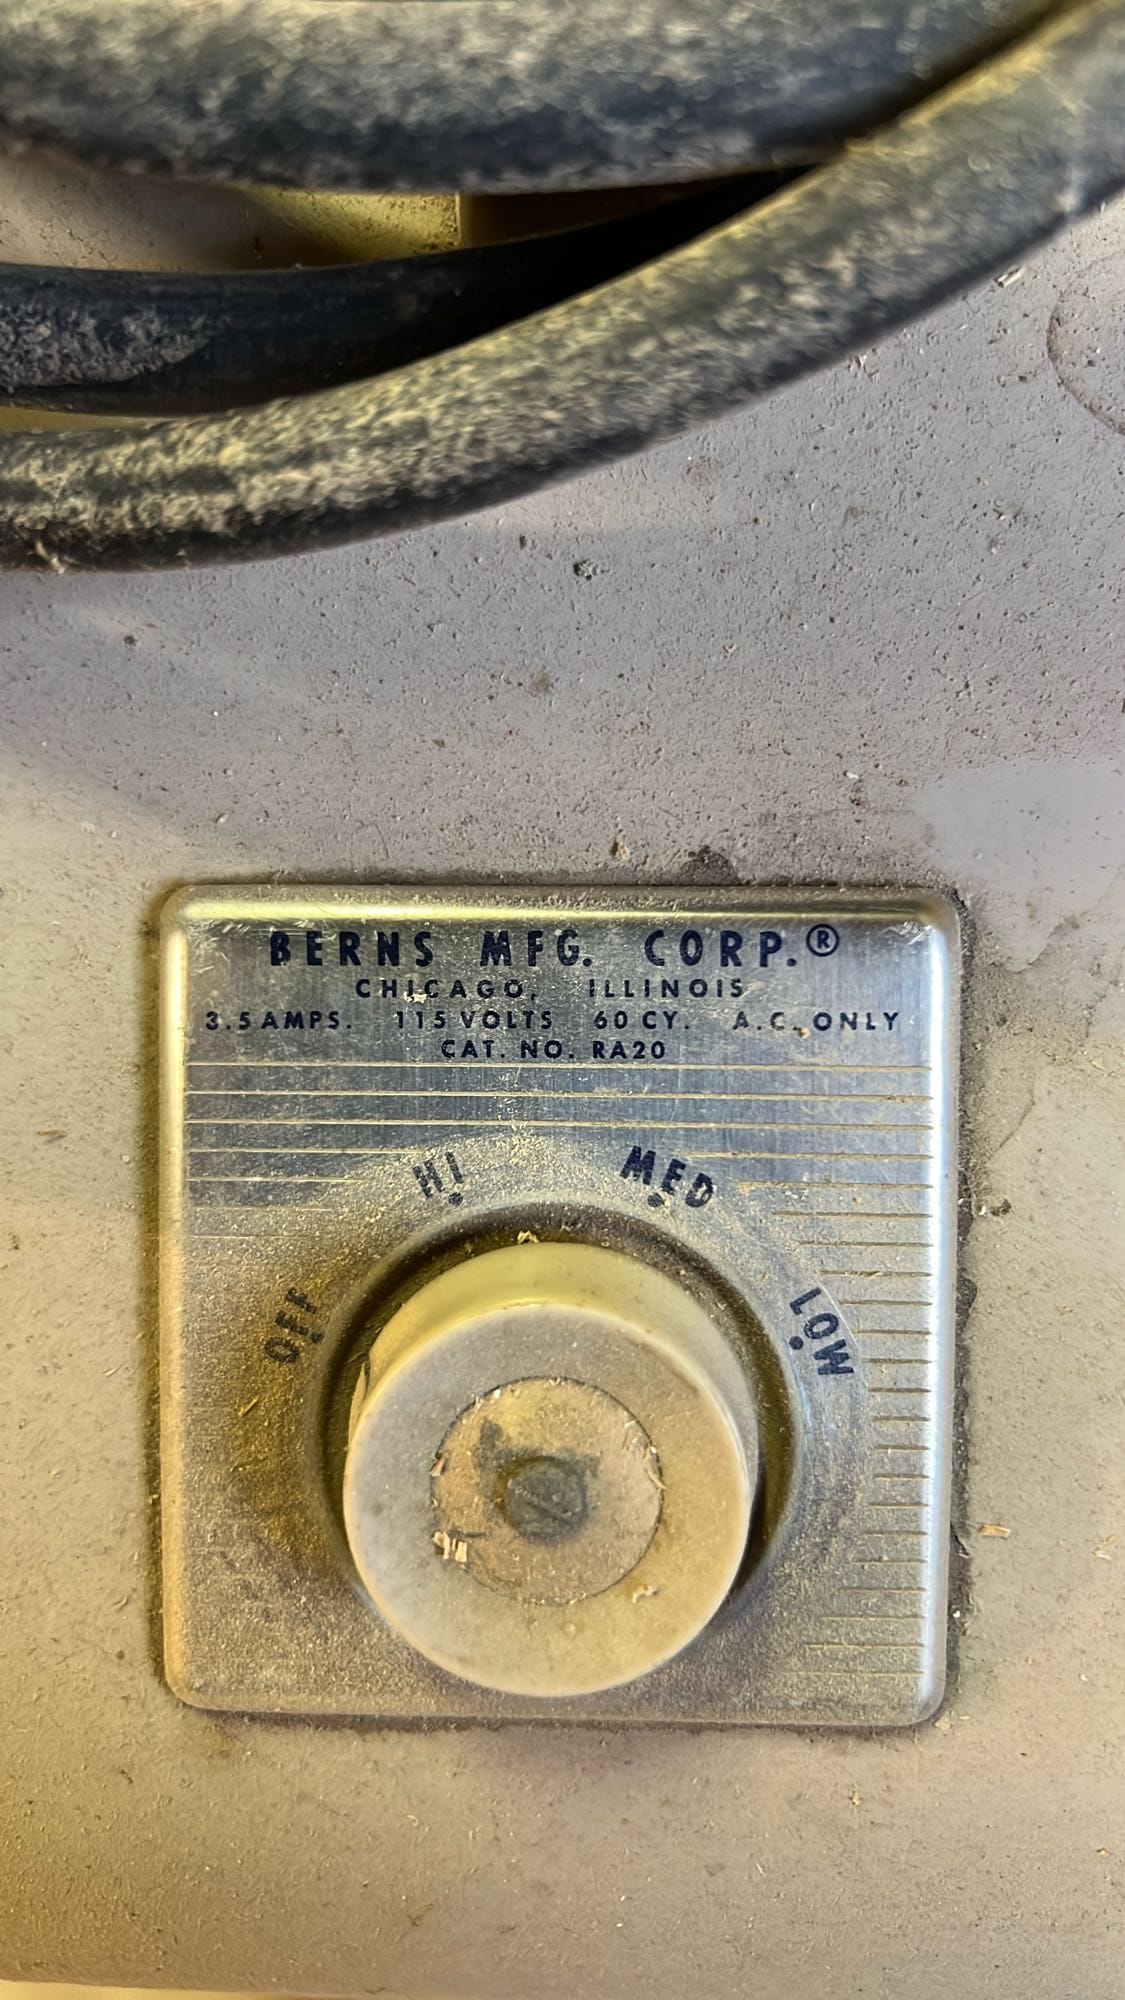 BERNS MFG. CORP.®
CHICAGO, ILLINOIS
3.5 AMPS. 115 VOLTS 60 CY. A.C. ONLY
CAT. NO. RA20
OFF
HI
MED
LOW